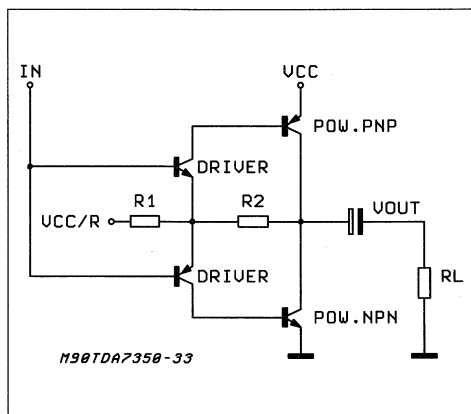 IN
VCC
POW.PNP
DRIVER
R1
R2
VCC/R
VOUT
DRIVER
RL
POW.NPN
M90TDA7350-33